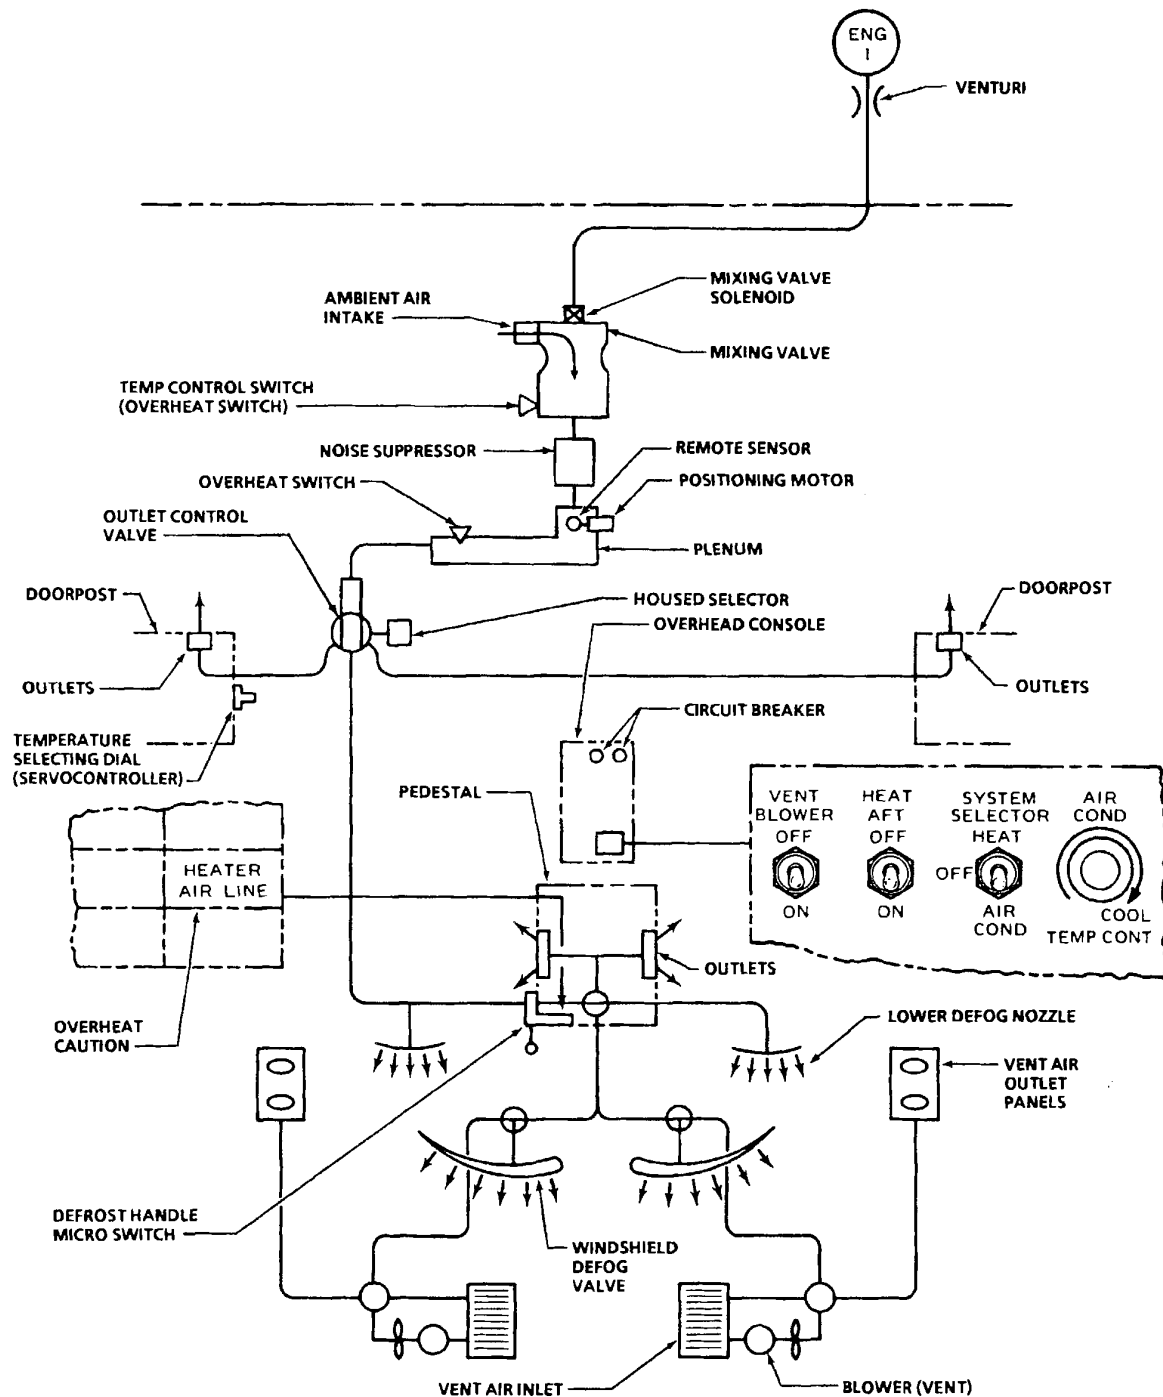 ENG
I
VENTURI
MIXING VALVE
SOLENOID
AMBIENT AIR
INTAKE
MIXING VALVE
TEMP CONTROL SWITCH
(OVERHEAT SWITCH)
NOISE SUPPRESSOR
REMOTE SENSOR
OVERHEAT SWITCH
POSITIONING MOTOR
OUTLET CONTROL
VALVE
PLENUM
DOORPOST
HOUSED SELECTOR
DOORPOST
OVERHEAD CONSOLE
OUTLETS
OUTLETS
CIRCUIT BREAKER
TEMPERATURE
SELECTING DIAL
(SERVOCONTROLLER)
PEDESTAL
VENT
BLOWER
OFF
ON
HEAT
AFT
OFF
ON
SYSTEM
SELECTOR
HEAT
OFF
AIR
COND
AIR
COND
COOL
TEMP CONT
HEATER
AIR LINE
OUTLETS
OVERHEAT
CAUTION
LOWER DEFOG NOZZLE
VENT AIR
OUTLET
PANELS
DEFROST HANDLE
MICRO SWITCH
WINDSHIELD
DEFOG
VALVE
VENT AIR INLET
BLOWER (VENT)